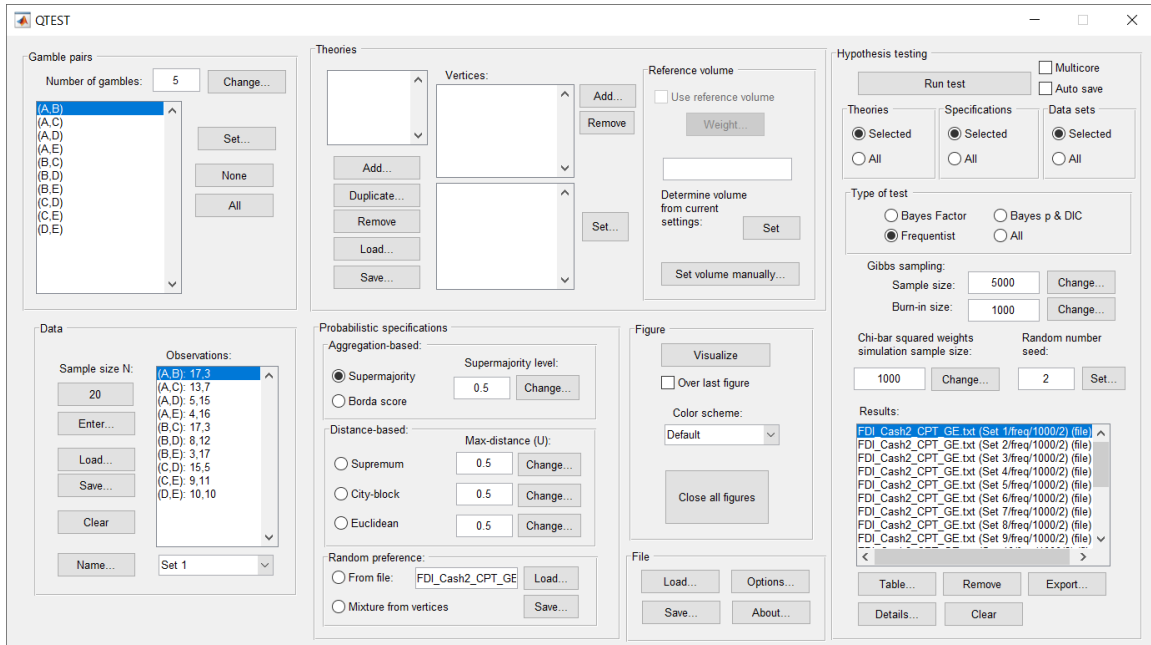 QTEST
Gamble pairs
Number of gambles:
5
Change...
(A,B)
(A,C)
(A,D)
(A,E)
(B,C)
(B,D)
(B,E)
(C,D)
(C,E)
(D,E)
Set...
None
All
Theories
Vertices:
Add...
Remove
Add...
Duplicate...
Remove
Load...
Save...
Set...
Reference volume
Use reference volume
Weight...
Determine volume
from current
settings:
Set
Set volume manually...
Hypothesis testing
Run test
Multicore
Auto save
Theories
Selected
All
Specifications
Selected
All
Data sets
Selected
All
Type of test
Bayes Factor
Bayes p & DIC
Frequentist
All
Gibbs sampling:
Sample size:
5000
Change...
Burn-in size:
1000
Change...
Chi-bar squared weights
simulation sample size:
1000
Change...
Random number
seed:
2
Set...
Results:
FDI_Cash2_CPT_GE.txt (Set 1/freq/1000/2) (file)
FDI_Cash2_CPT_GE.txt (Set 2/freq/1000/2) (file)
FDI_Cash2_CPT_GE.txt (Set 3/freq/1000/2) (file)
FDI_Cash2_CPT_GE.txt (Set 4/freq/1000/2) (file)
FDI_Cash2_CPT_GE.txt (Set 5/freq/1000/2) (file)
FDI_Cash2_CPT_GE.txt (Set 6/freq/1000/2) (file)
FDI_Cash2_CPT_GE.txt (Set 7/freq/1000/2) (file)
FDI_Cash2_CPT_GE.txt (Set 8/freq/1000/2) (file)
FDI_Cash2_CPT_GE.txt (Set 9/freq/1000/2) (file)
Table...
Remove
Export...
Details...
Clear
Data
Sample size N:
20
Enter...
Load...
Save...
Clear
Name...
Observations:
(A,B): 17,3
(A,C): 13,7
(A,D): 5,15
(A,E): 4,16
(B,C): 17,3
(B,D): 8,12
(B,E): 3,17
(C,D): 15,5
(C,E): 9,11
(D,E): 10,10
Set 1
Probabilistic specifications
Aggregation-based:
Supermajority
Borda score
Supermajority level:
0.5
Change...
Distance-based:
Max-distance (U):
Supremum
0.5
Change...
City-block
0.5
Change...
Euclidean
0.5
Change...
Random preference:
From file:
FDI_Cash2_CPT_GE
Load...
Mixture from vertices
Save...
Figure
Visualize
Over last figure
Color scheme:
Default
Close all figures
File
Load...
Options...
Save...
About...